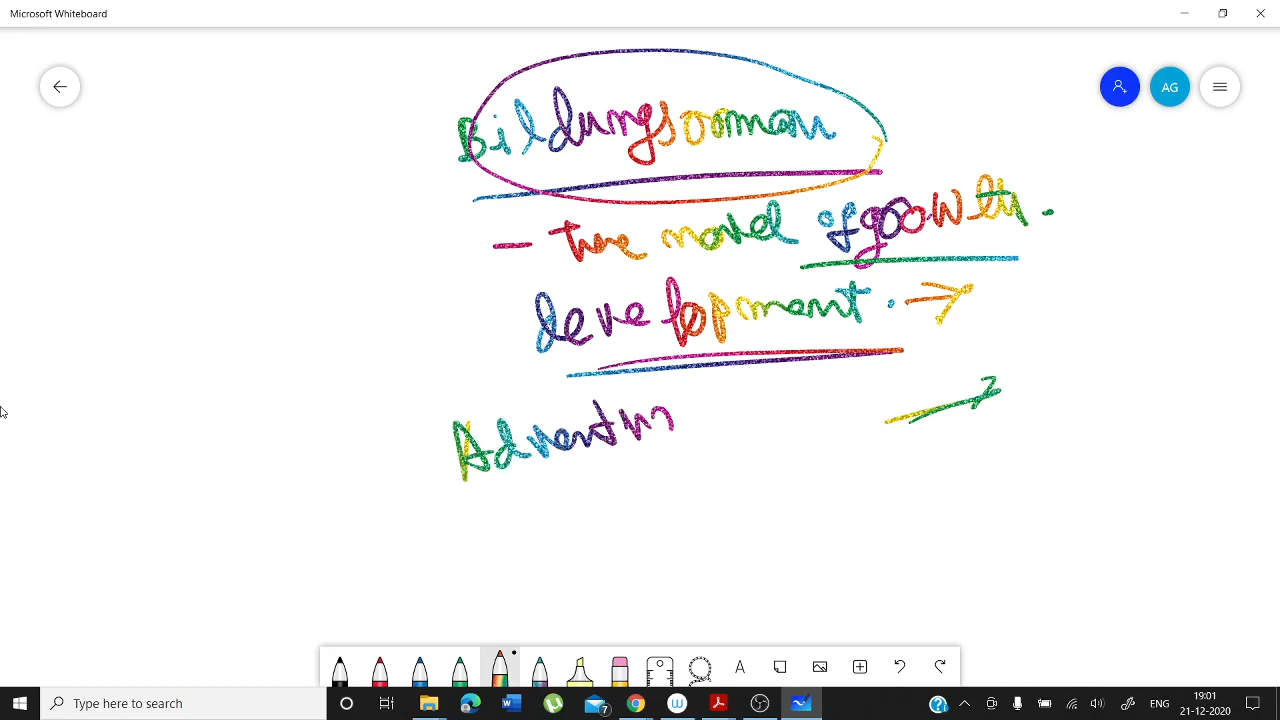 Microsoft Whiteboard
AG
Bildungsroman
- the novel of growth.
development. →
Adventur
A
Type here to search
W
7
W
ENG
19:01
21-12-2020